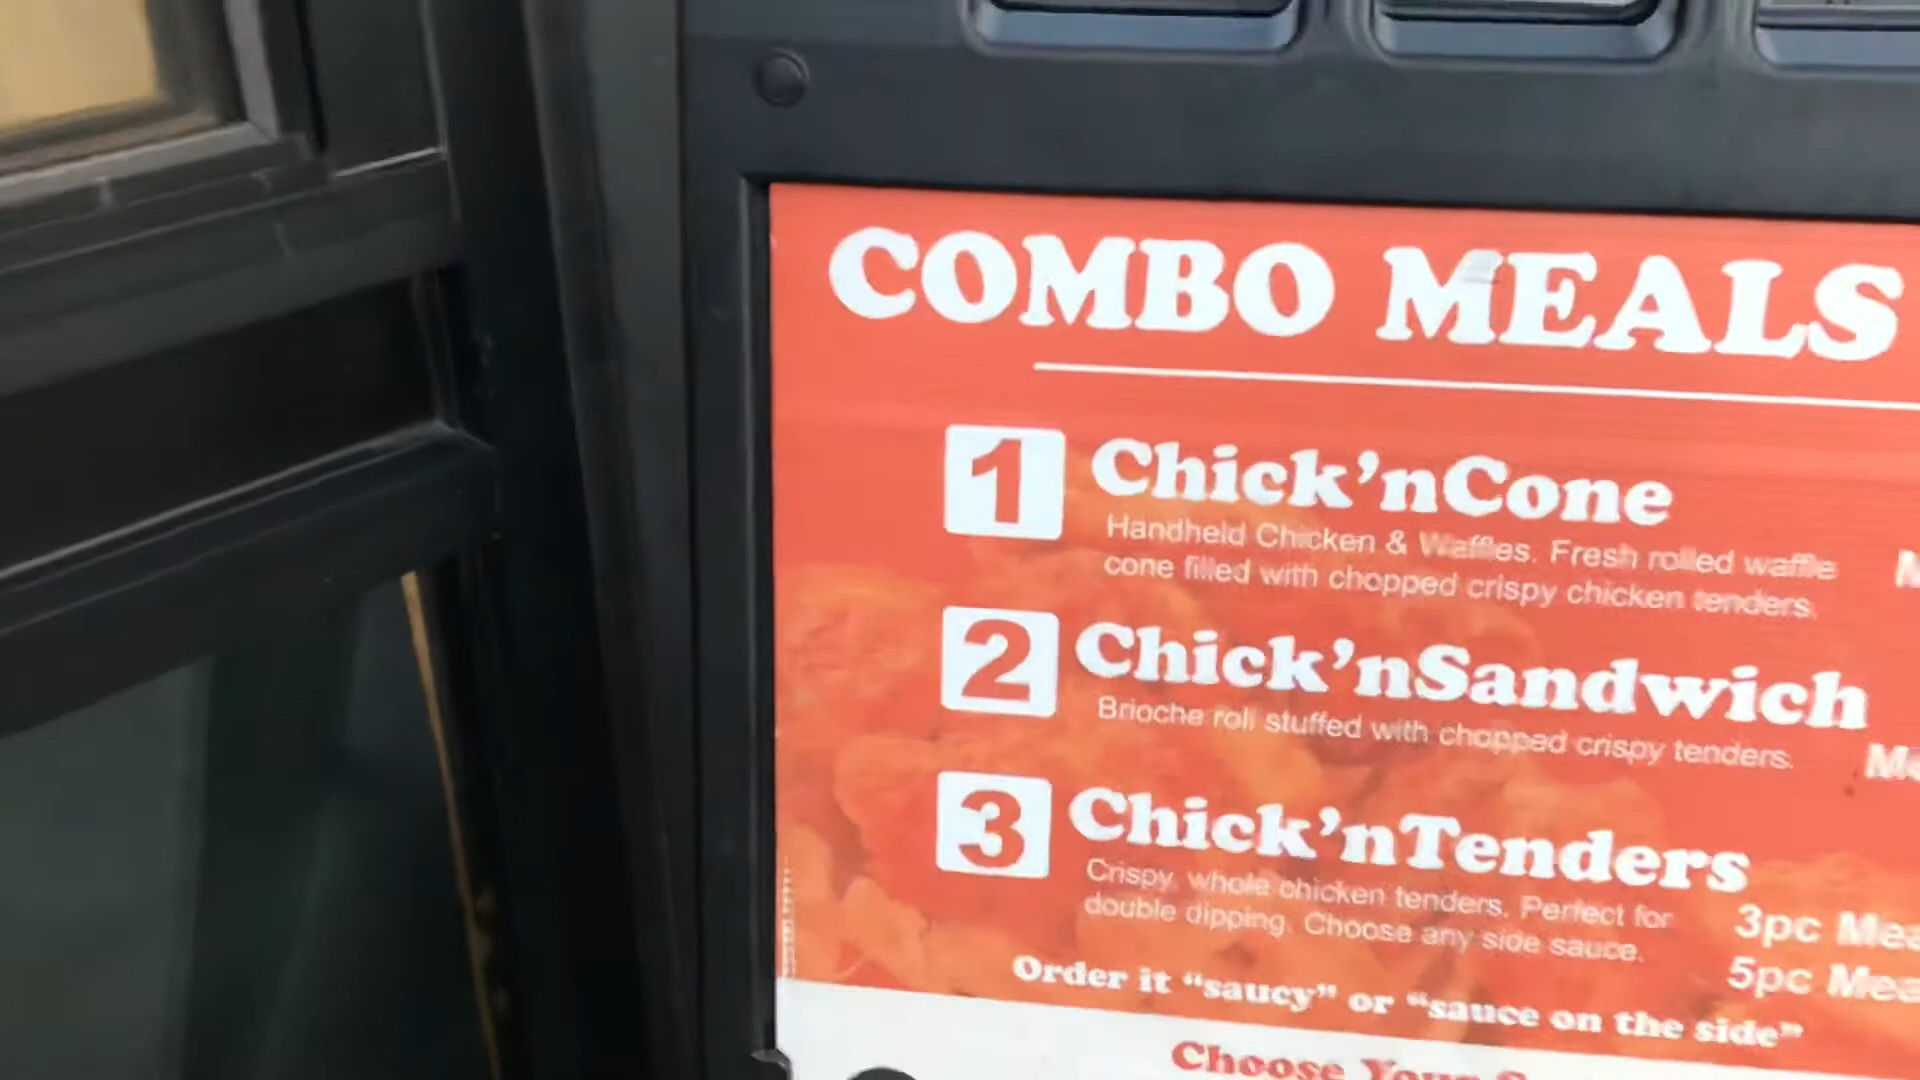 COMBO MEALS
1 Chick'nCone
Handheld Chicken & Waffles. Fresh rolled waffle
cone filled with chopped crispy chicken tenders.
2 Chick'nSandwich
Brioche roll stuffed with chopped crispy tenders.
3 Chick'nTenders
Crispy, whole chicken tenders. Perfect for
double dipping. Choose any side sauce.
3pc
5pc
Order it “saucy” or “sauce on the side”
Choose Your